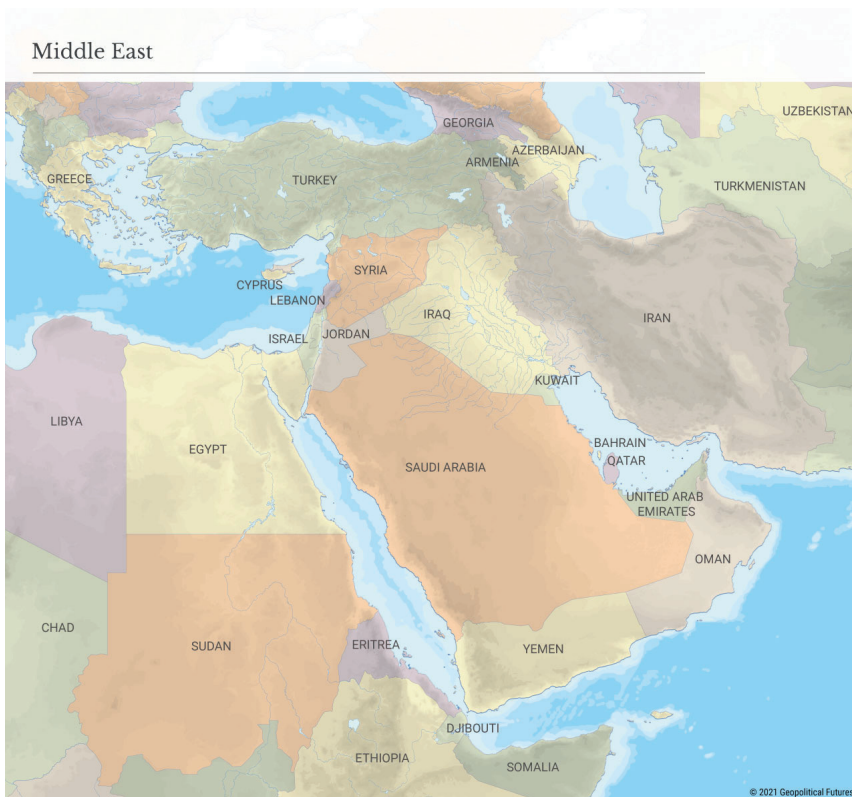 Middle East
UZBEKISTAN
GEORGIA
AZERBAIJAN
ARMENIA
GREECE
TURKEY
TURKMENISTAN
SYRIA
CYPRUS
LEBANON
IRAQ
IRAN
ISRAEL
JORDAN
KUWAIT
LIBYA
EGYPT
BAHRAIN
SAUDI ARABIA
QATAR
UNITED ARAB
EMIRATES
OMAN
CHAD
SUDAN
ERITREA
YEMEN
DJIBOUTI
ETHIOPIA
SOMALIA
© 2021 Geopolitical Futures